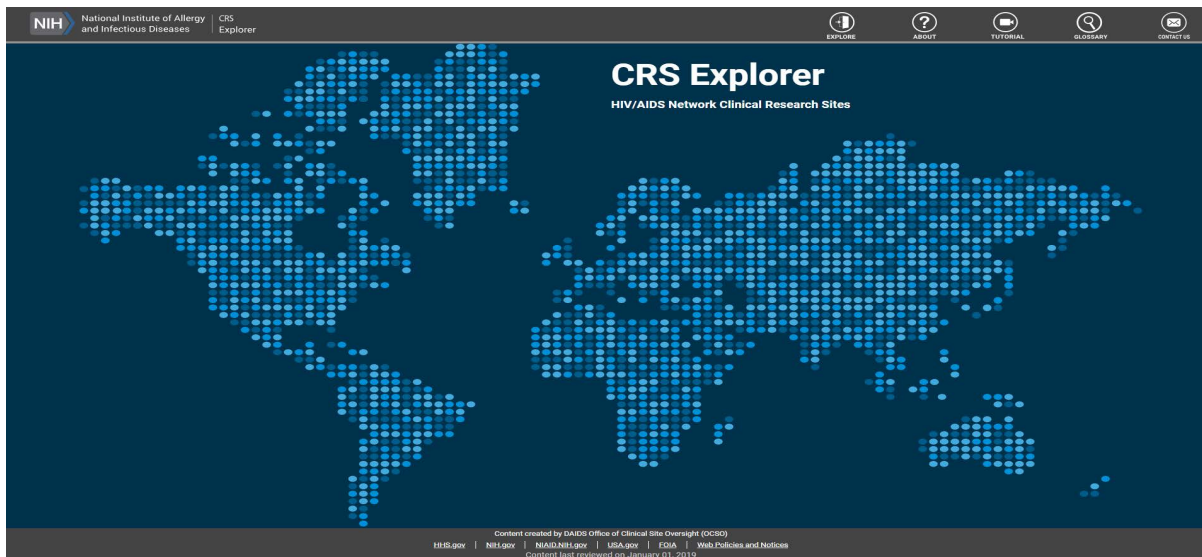 NIH
National Institute of Allergy
and Infectious Diseases
CRS
Explorer
EXPLORE
ABOUT
TUTORIAL
GLOSSARY
CONTACT US
CRS Explorer
HIV/AIDS Network Clinical Research Sites
Content created by DAIDS Office of Clinical Site Oversight (OCSO)
HHS.gov | NIH.gov | NIAID.NIH.gov | USA.gov | FOIA | Web Policies and Notices
Content last reviewed on January 01, 2019